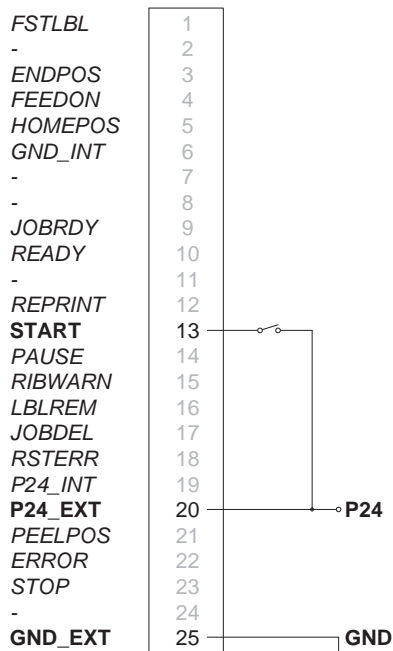 FSTLBL 1
- 2
ENDPOS 3
FEEDON 4
HOMEPOS 5
GND_INT 6
- 7
- 8
JOBRDY 9
READY 10
- 11
REPRINT 12
START 13
PAUSE 14
RIBWARN 15
LBLREM 16
JOBDEL 17
RSTERR 18
P24_INT 19
P24_EXT 20 P24
PEELPOS 21
ERROR 22
STOP 23
- 24
GND_EXT 25 GND